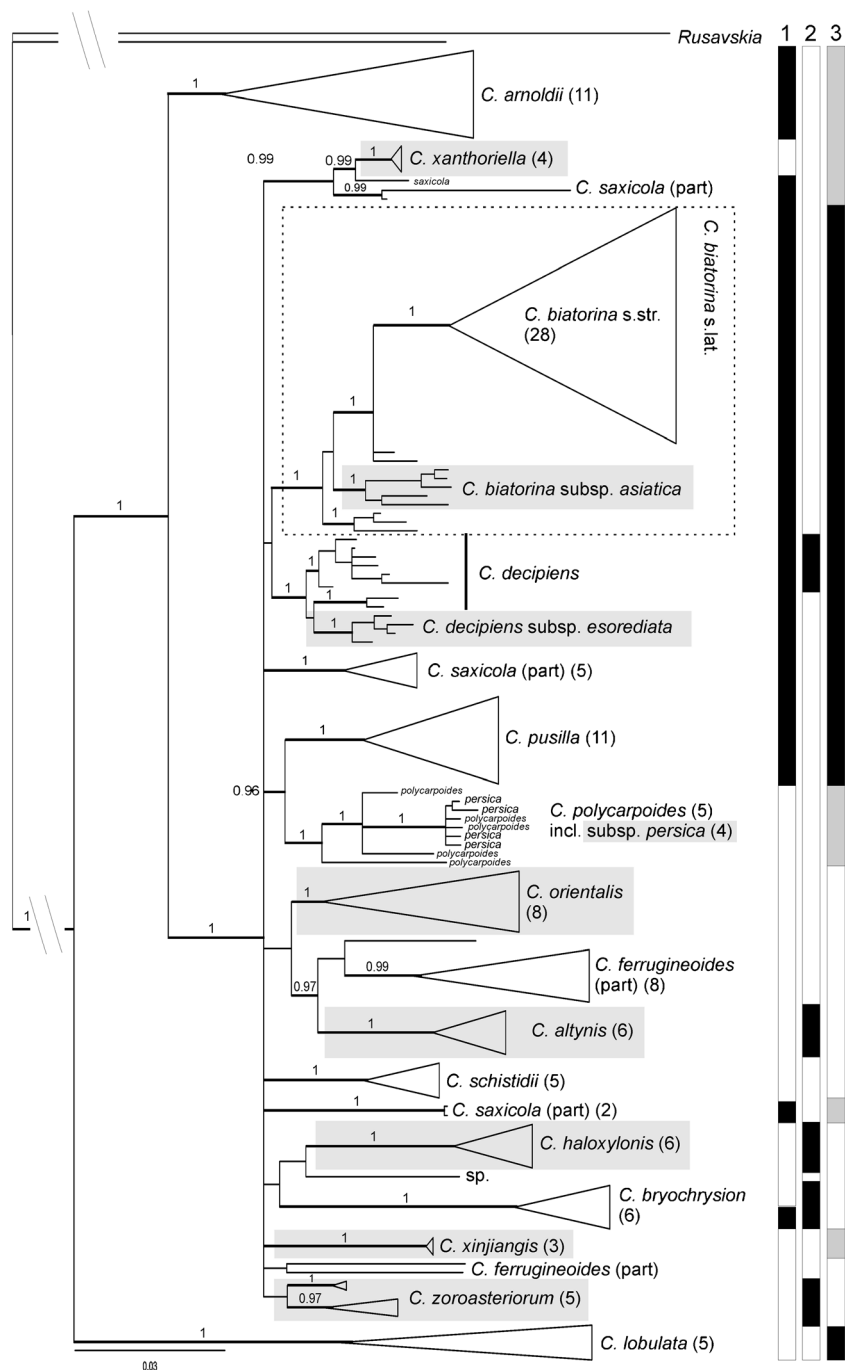 Rusavskia
1 2 3
1
C. arnoldii (11)
0.99
0.99
1
C. xanthoriella (4)
saxicola
0.99
C. saxicola (part)
C. biatorina s.lat.
1
C. biatorina s.str.
(28)
1
1
1
C. biatorina subsp. asiatica
1
1
C. decipiens
1
1
1
1
C. decipiens subsp. esorediata
1
C. saxicola (part) (5)
1
C. pusilla (11)
0.96
polycarpoides
persica
persica
polycarpoides
polycarpoides
persica
persica
polycarpoides
polycarpoides
1
1
C. polycarpoides (5)
incl. subsp. persica (4)
1
C. orientalis
(8)
1
1
0.99
C. ferrugineoides
(part) (8)
0.97
1
C. altynis (6)
1
C. schistidii (5)
1
C. saxicola (part) (2)
1
C. haloxylonis (6)
sp.
1
C. bryochrysion
(6)
1
C. xinjiangis (3)
C. ferrugineoides (part)
1
0.97
C. zoroasteriorum (5)
1
C. lobulata (5)
0.03